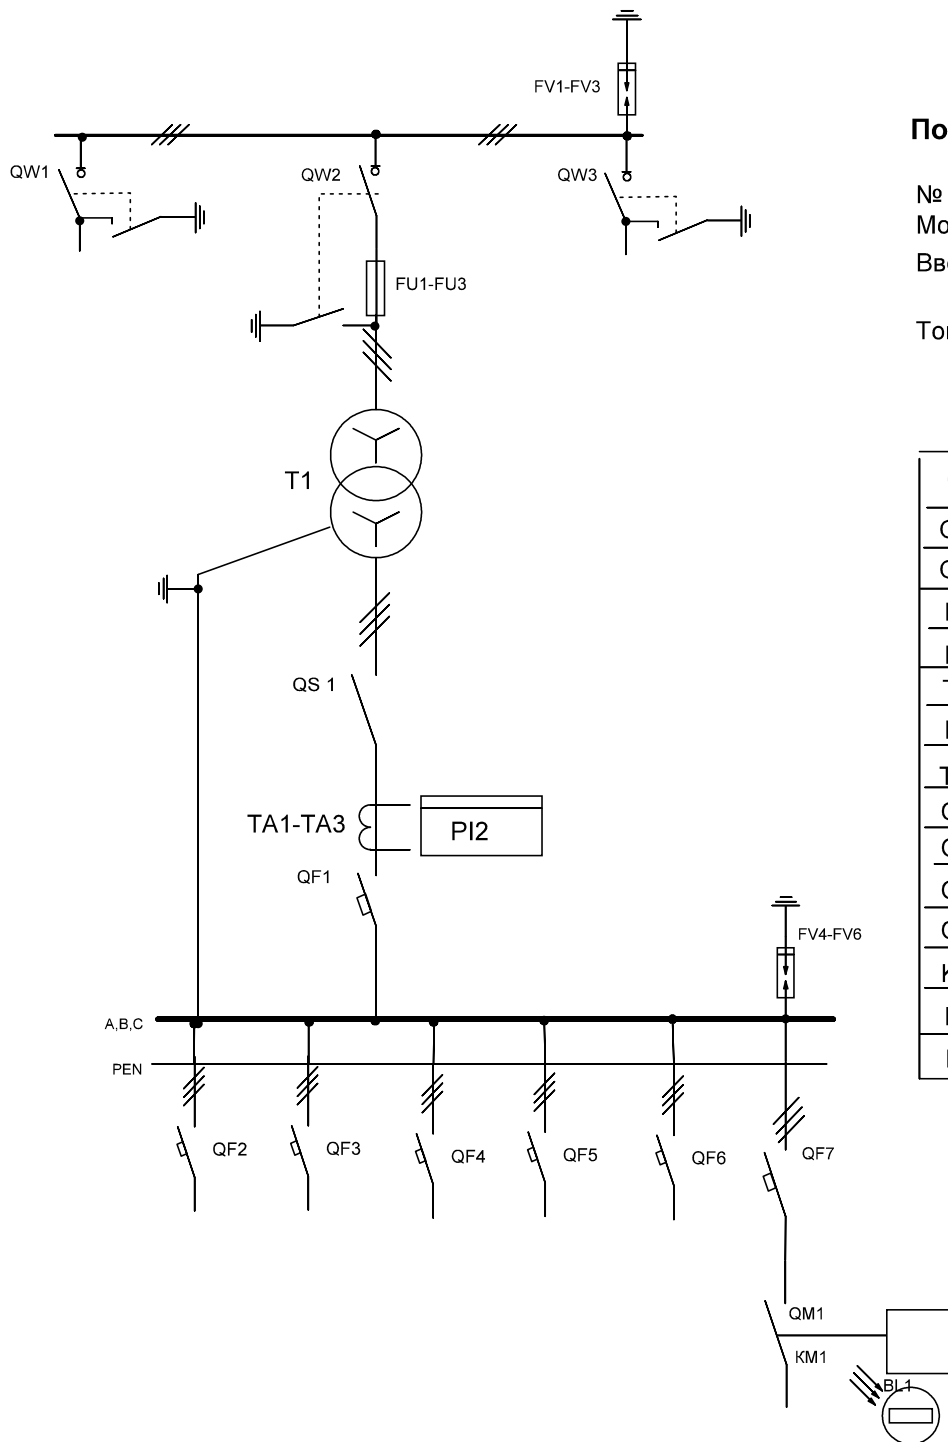 FV1-FV3
QW1
QW2
QW3
FU1-FU3
T1
QS 1
TA1-TA3
PI2
QF1
FV4-FV6
A,B,C
PEN
QF2
QF3
QF4
QF5
QF6
QF7
QM1
KM1
BL1
По
№
Мо
Вв
То